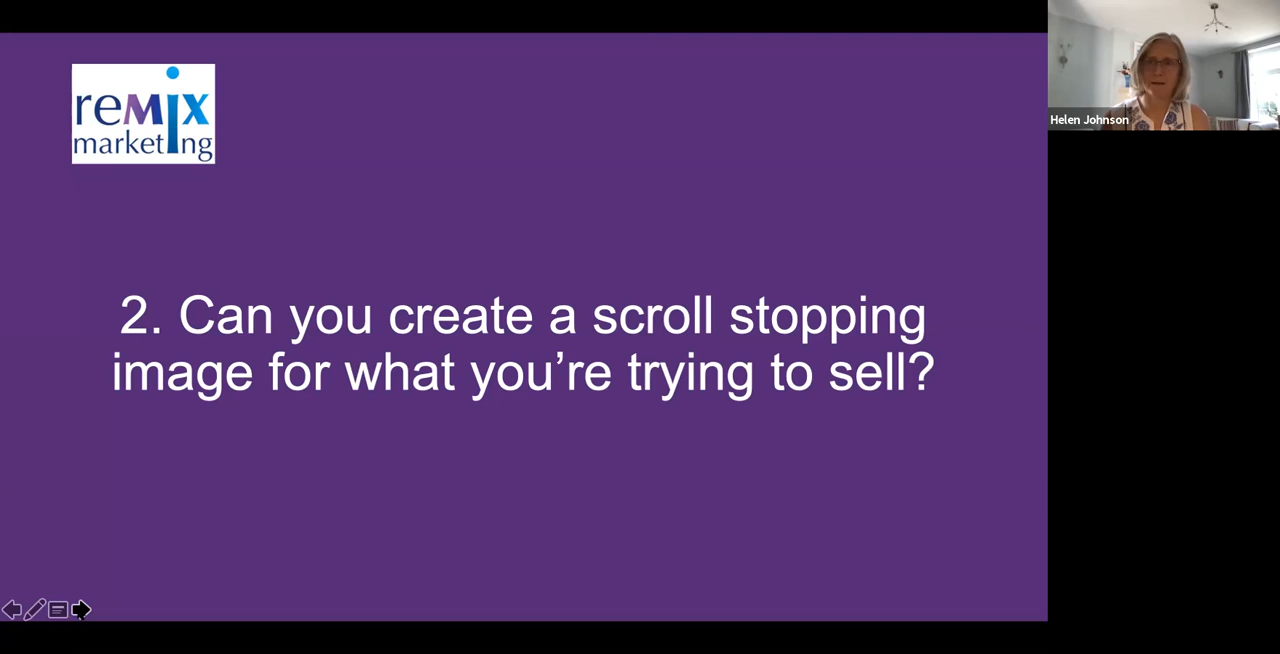 remix
marketing
Helen Johnson
2. Can you create a scroll stopping
image for what you’re trying to sell?